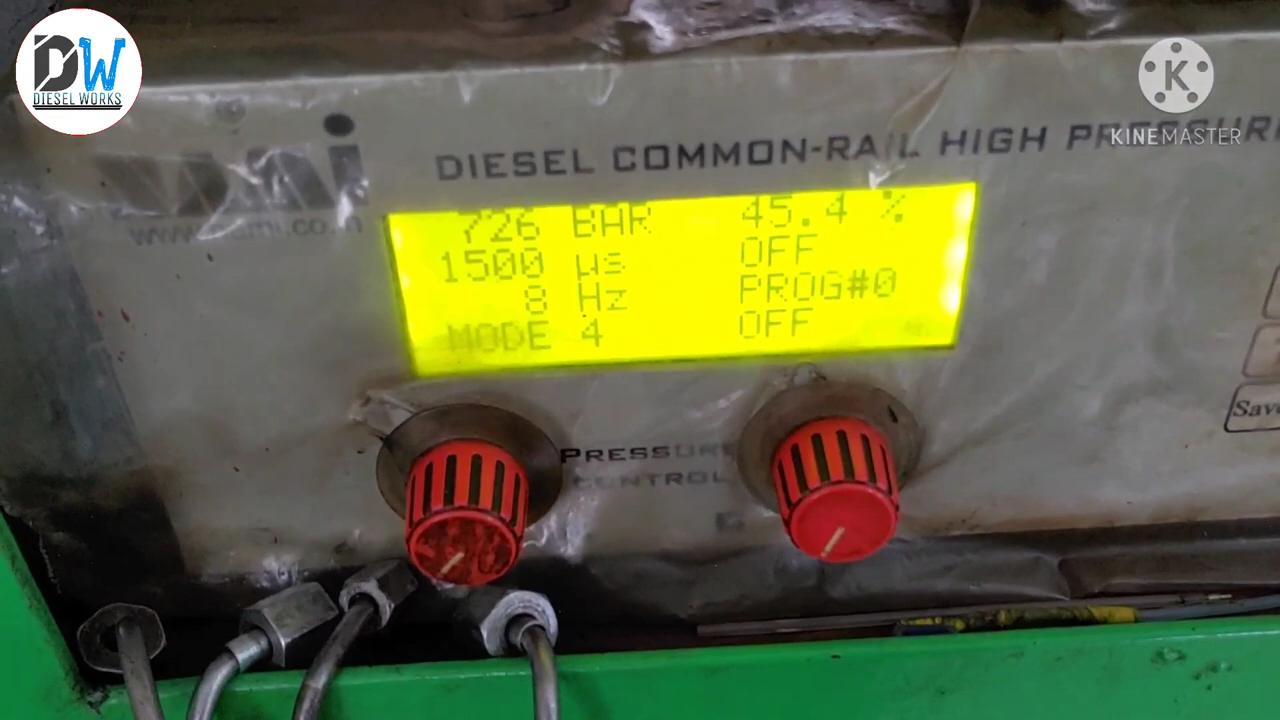 DW
DIESEL WORKS
K
KINEMASTER
DIESEL COMMON-RAIL HIGH PRESSURE
726 BAR 45.4 %
1500 µs OFF
8 Hz PROG#0
MODE 4 OFF
PRESSURE
CONTROL
Save